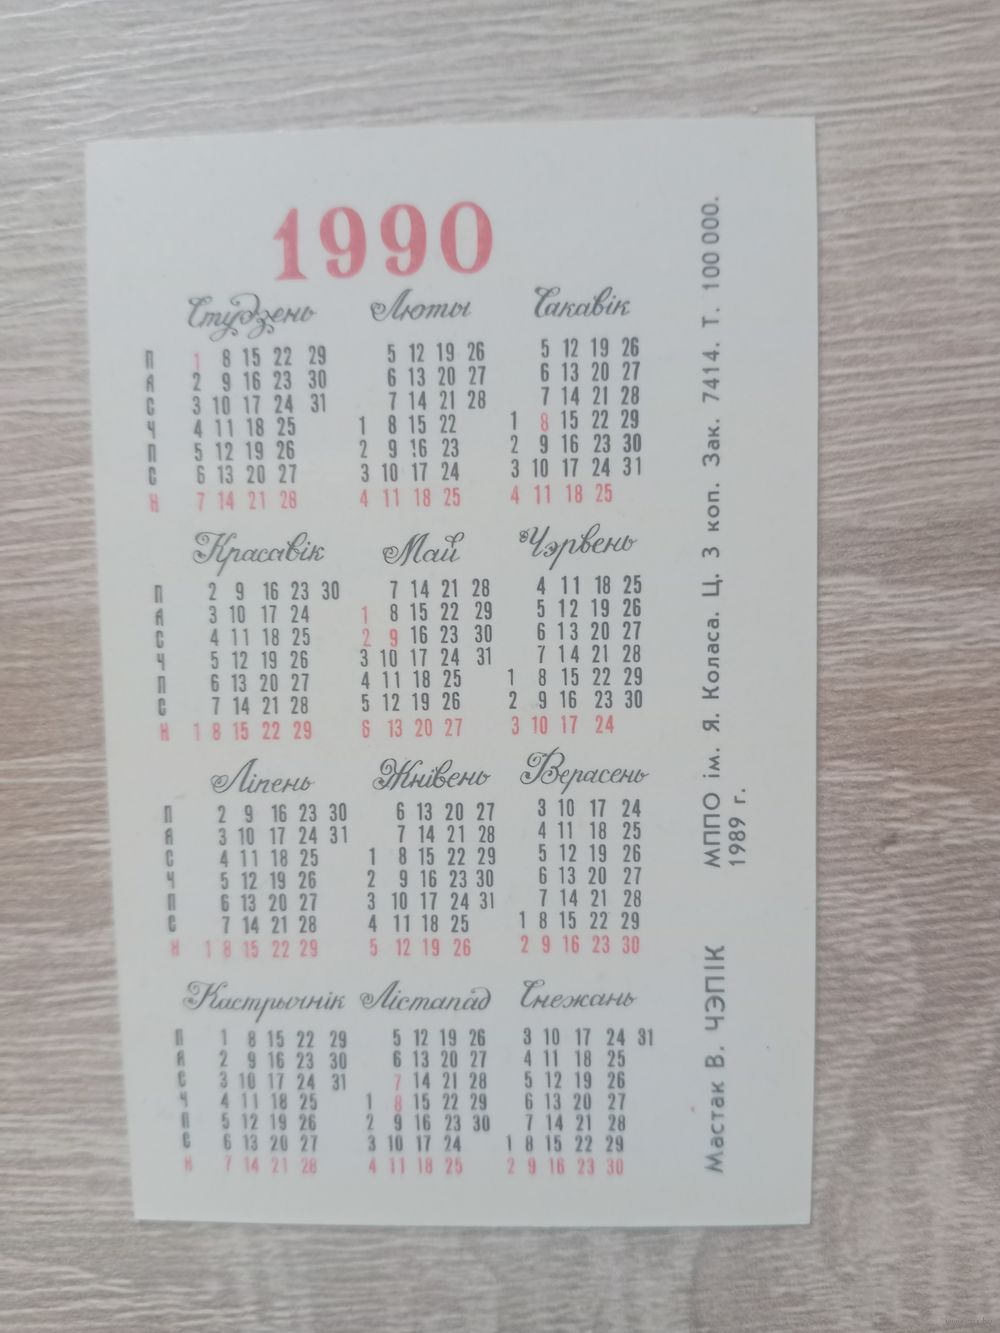 1990
Студзень Люты Сакавік
П 1 8 15 22 29 5 12 19 26 5 12 19 26
А 2 9 16 23 30 6 13 20 27 6 13 20 27
С 3 10 17 24 31 7 14 21 28 7 14 21 28
Ч 4 11 18 25 1 8 15 22 1 8 15 22 29
П 5 12 19 26 2 9 16 23 2 9 16 23 30
С 6 13 20 27 3 10 17 24 3 10 17 24 31
Н 7 14 21 28 4 11 18 25 4 11 18 25
Красавік Май Чэрвень
П 2 9 16 23 30 7 14 21 28 4 11 18 25
А 3 10 17 24 1 8 15 22 29 5 12 19 26
С 4 11 18 25 2 9 16 23 30 6 13 20 27
Ч 5 12 19 26 3 10 17 24 31 7 14 21 28
П 6 13 20 27 4 11 18 25 1 8 15 22 29
С 7 14 21 28 5 12 19 26 2 9 16 23 30
Н 1 8 15 22 29 6 13 20 27 3 10 17 24
Ліпень Жнівень Верасень
П 2 9 16 23 30 6 13 20 27 3 10 17 24
А 3 10 17 24 31 7 14 21 28 4 11 18 25
С 4 11 18 25 1 8 15 22 29 5 12 19 26
Ч 5 12 19 26 2 9 16 23 30 6 13 20 27
П 6 13 20 27 3 10 17 24 31 7 14 21 28
С 7 14 21 28 4 11 18 25 1 8 15 22 29
Н 1 8 15 22 29 5 12 19 26 2 9 16 23 30
Кастрычнік Лістапад Снежань
П 1 8 15 22 29 5 12 19 26 3 10 17 24 31
А 2 9 16 23 30 6 13 20 27 4 11 18 25
С 3 10 17 24 31 7 14 21 28 5 12 19 26
Ч 4 11 18 25 1 8 15 22 29 6 13 20 27
П 5 12 19 26 2 9 16 23 30 7 14 21 28
С 6 13 20 27 3 10 17 24 1 8 15 22 29
Н 7 14 21 28 4 11 18 25 2 9 16 23 30
Мастак В. ЧЭПІК МППО ім. Я. Коласа. Ц. 3 коп. Зак. 7414. Т. 100 000.
1989 г.